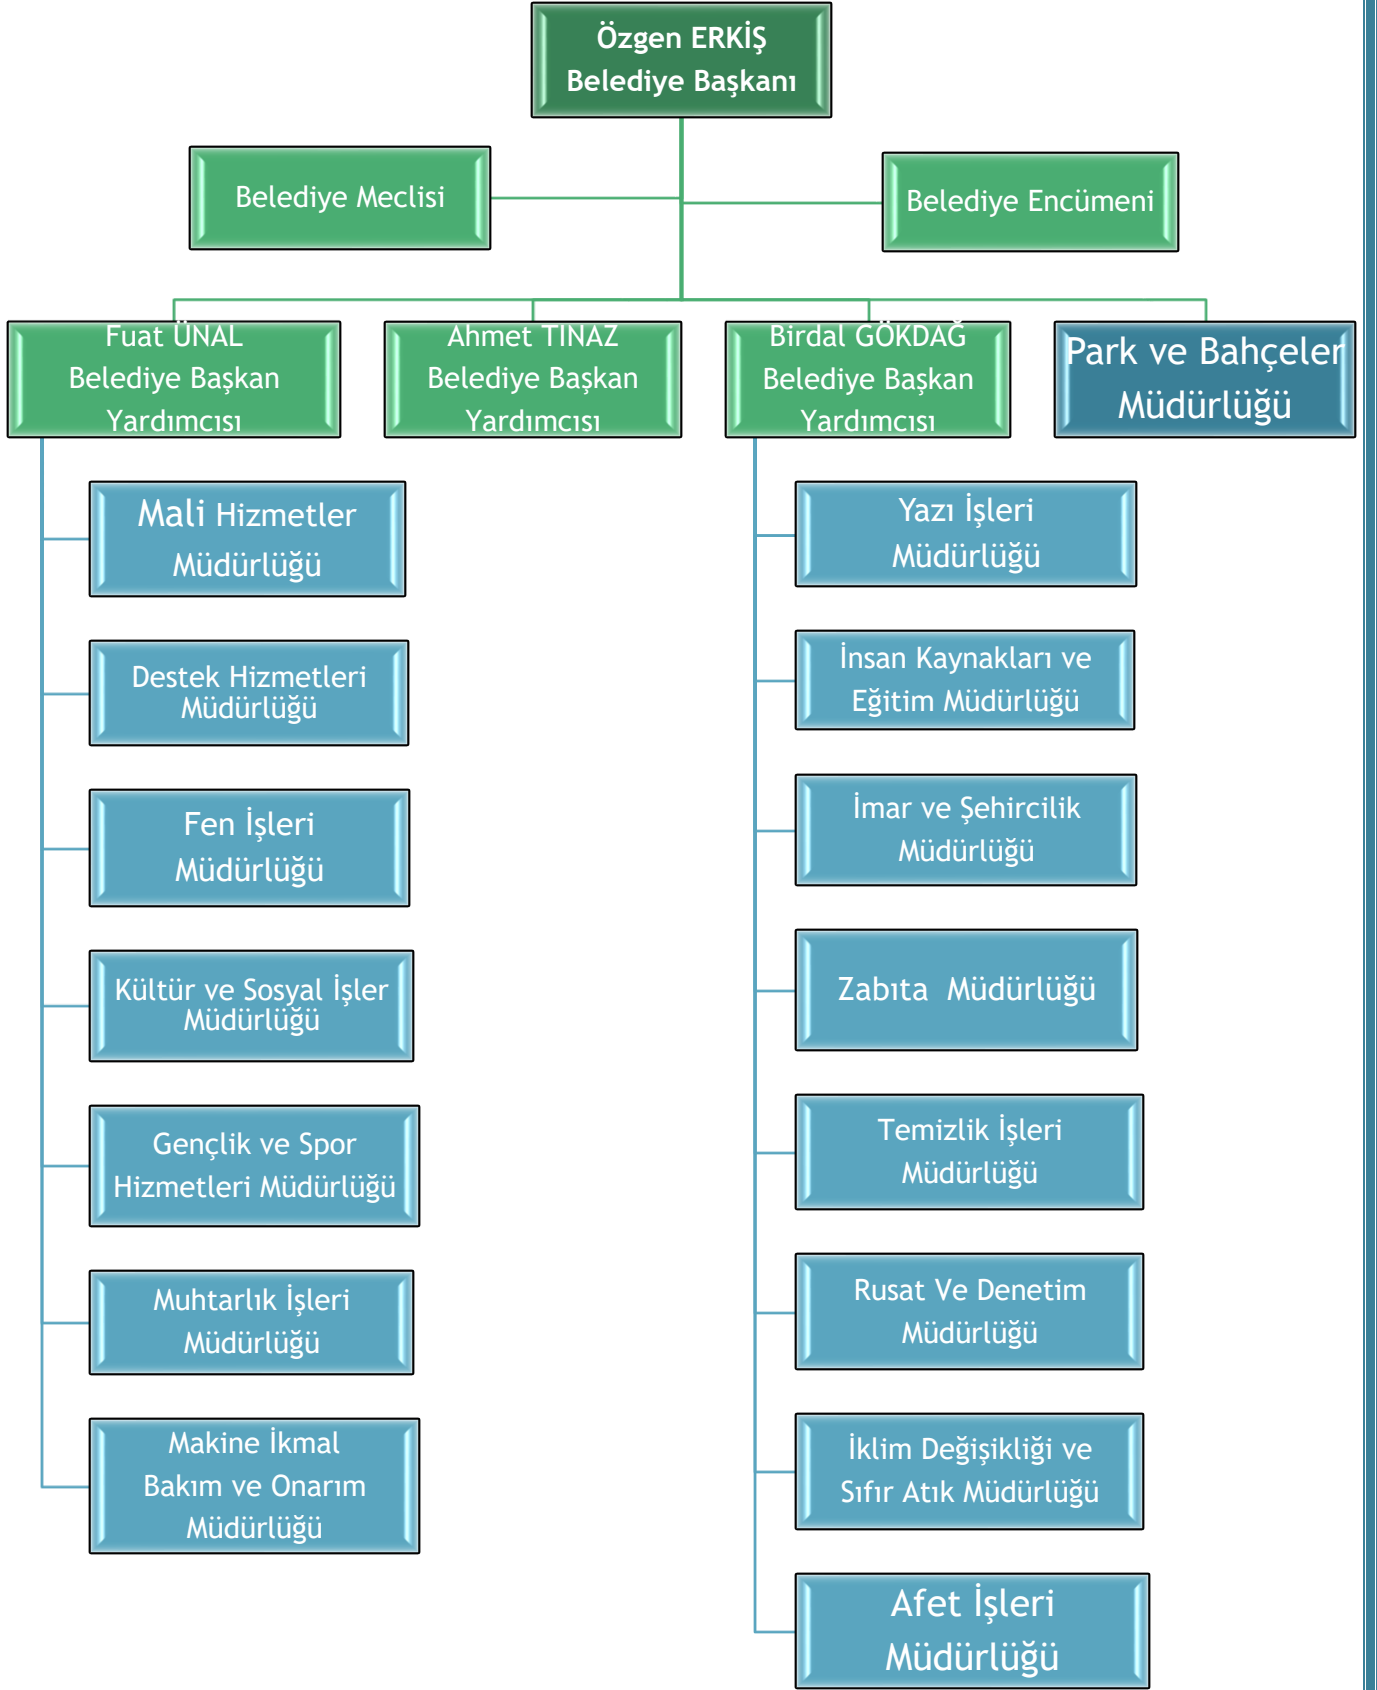 Özgen ERKİŞ
Belediye Başkanı
Belediye Meclisi
Belediye Encümeni
Fuat ÜNAL
Belediye Başkan
Yardımcısı
Ahmet TINAZ
Belediye Başkan
Yardımcısı
Birdal GÖKDAĞ
Belediye Başkan
Yardımcısı
Park ve Bahçeler
Müdürlüğü
Mali Hizmetler
Müdürlüğü
Destek Hizmetleri
Müdürlüğü
Fen İşleri
Müdürlüğü
Kültür ve Sosyal İşler
Müdürlüğü
Gençlik ve Spor
Hizmetleri Müdürlüğü
Muhtarlık İşleri
Müdürlüğü
Makine İkmal
Bakım ve Onarım
Müdürlüğü
Yazı İşleri
Müdürlüğü
İnsan Kaynakları ve
Eğitim Müdürlüğü
İmar ve Şehircilik
Müdürlüğü
Zabıta  Müdürlüğü
Temizlik İşleri
Müdürlüğü
Rusat Ve Denetim
Müdürlüğü
İklim Değişikliği ve
Sıfır Atık Müdürlüğü
Afet İşleri
Müdürlüğü